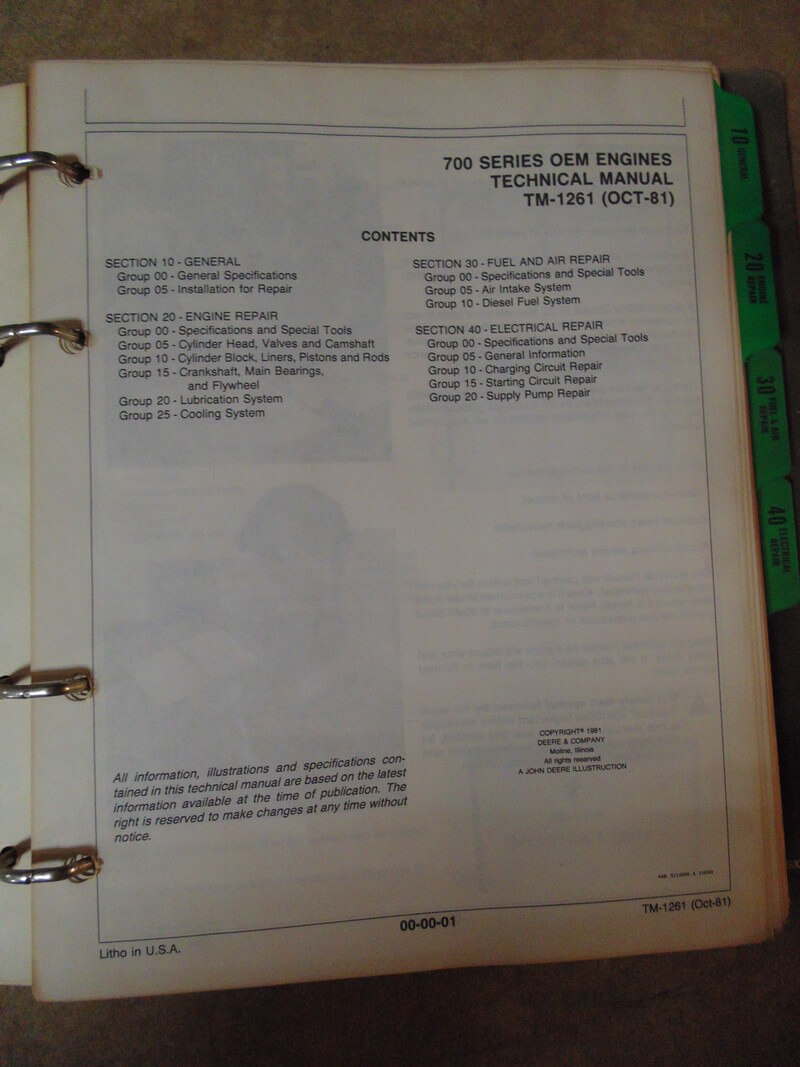 700 SERIES OEM ENGINES
TECHNICAL MANUAL
TM-1261 (OCT-81)
CONTENTS
SECTION 10 - GENERAL
Group 00 - General Specifications
Group 05 - Installation for Repair
SECTION 20 - ENGINE REPAIR
Group 00 - Specifications and Special Tools
Group 05 - Cylinder Head, Valves and Camshaft
Group 10 - Cylinder Block, Liners, Pistons and Rods
Group 15 - Crankshaft, Main Bearings,
and Flywheel
Group 20 - Lubrication System
Group 25 - Cooling System
SECTION 30 - FUEL AND AIR REPAIR
Group 00 - Specifications and Special Tools
Group 05 - Air Intake System
Group 10 - Diesel Fuel System
SECTION 40 - ELECTRICAL REPAIR
Group 00 - Specifications and Special Tools
Group 05 - General Information
Group 10 - Charging Circuit Repair
Group 15 - Starting Circuit Repair
Group 20 - Supply Pump Repair
All information, illustrations and specifications con-
tained in this technical manual are based on the latest
information available at the time of publication. The
right is reserved to make changes at any time without
notice.
COPYRIGHT© 1981
DEERE & COMPANY
Moline, Illinois
All rights reserved
A JOHN DEERE ILLUSTRUCTION
Litho in U.S.A.
00-00-01
TM-1261 (Oct-81)
10 GENERAL
20 ENGINE
REPAIR
30 FUEL & AIR
REPAIR
40 ELECTRICAL
REPAIR